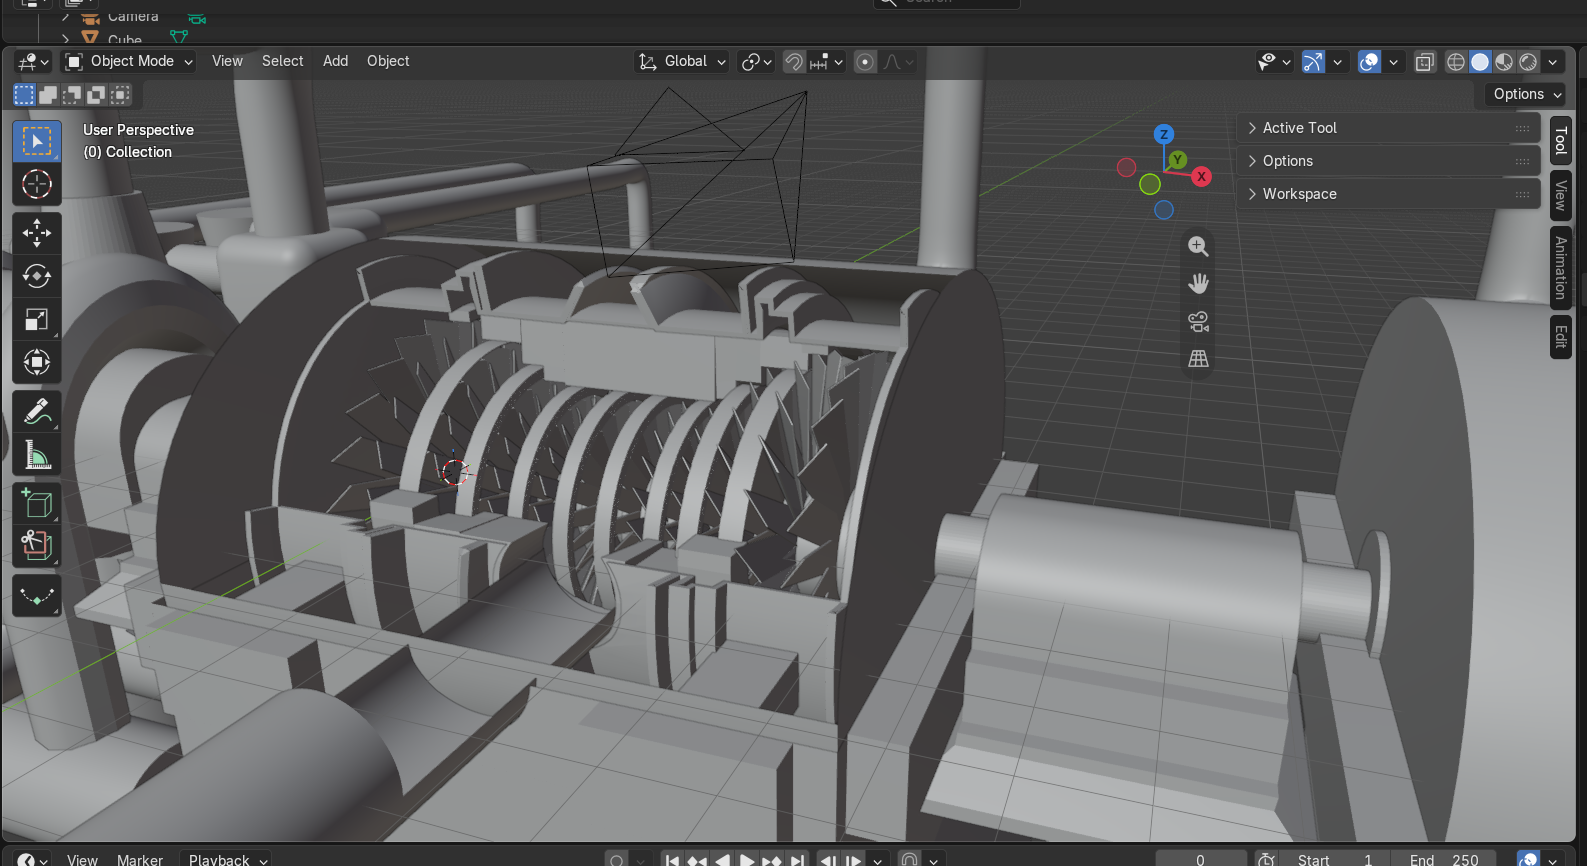 Camera
Search
Cube
Object Mode
View
Select
Add
Object
Global
Options
User Perspective
(0) Collection
Z
Y
X
Active Tool
Options
Workspace
Tool
View
Animation
Edit
View
Marker
Playback
0
Start
1
End
250